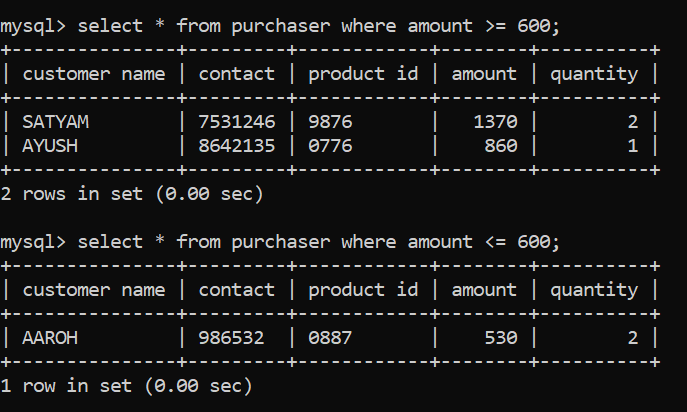 mysql> select * from purchaser where amount >= 600;
+---------------+---------+------------+--------+----------+
| customer name | contact | product id | amount | quantity |
+---------------+---------+------------+--------+----------+
| SATYAM        | 7531246 | 9876       |   1370 |        2 |
| AYUSH         | 8642135 | 0776       |    860 |        1 |
+---------------+---------+------------+--------+----------+
2 rows in set (0.00 sec)

mysql> select * from purchaser where amount <= 600;
+---------------+---------+------------+--------+----------+
| customer name | contact | product id | amount | quantity |
+---------------+---------+------------+--------+----------+
| AAROH         | 986532  | 0887       |    530 |        2 |
+---------------+---------+------------+--------+----------+
1 row in set (0.00 sec)